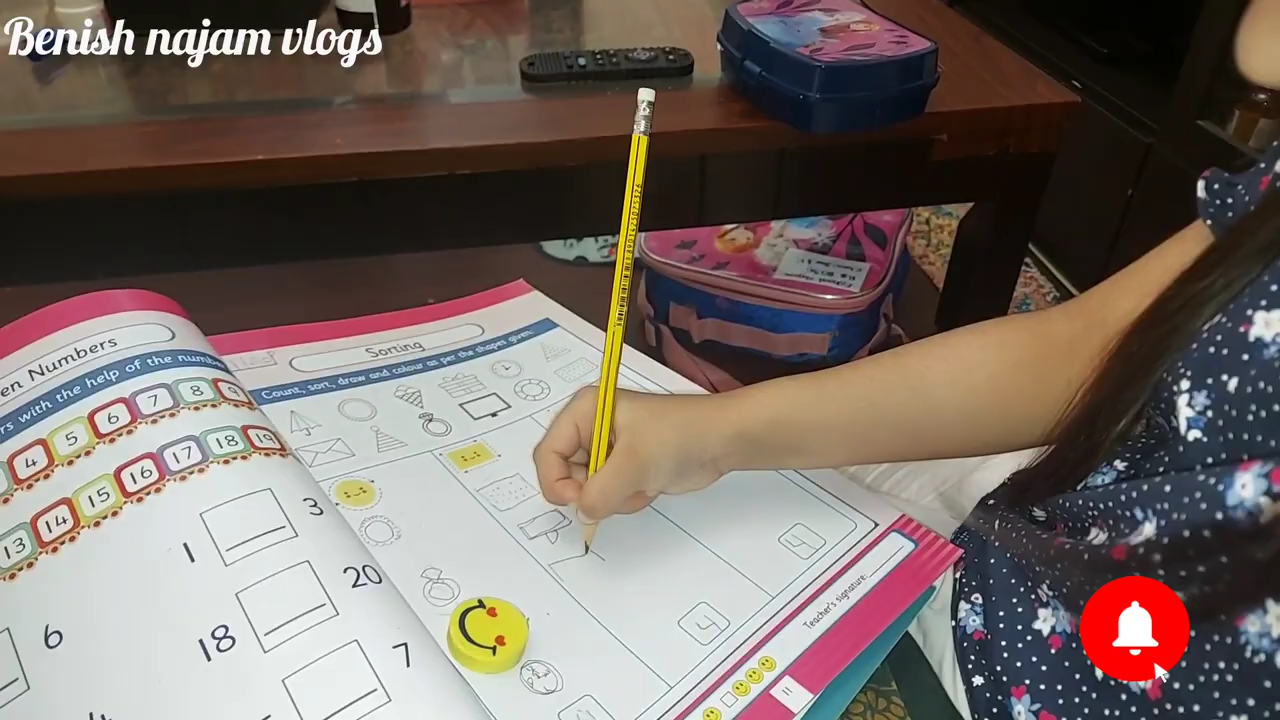 Benish najam vlogs
en Numbers
rs with the help of the numbe
4 5 6 7 8 9
13 14 15 16 17 18 19
1 3
18 20
6
7
Sorting
Count, sort, draw and colour as per the shapes given.
4
4
Teacher's signature:
11